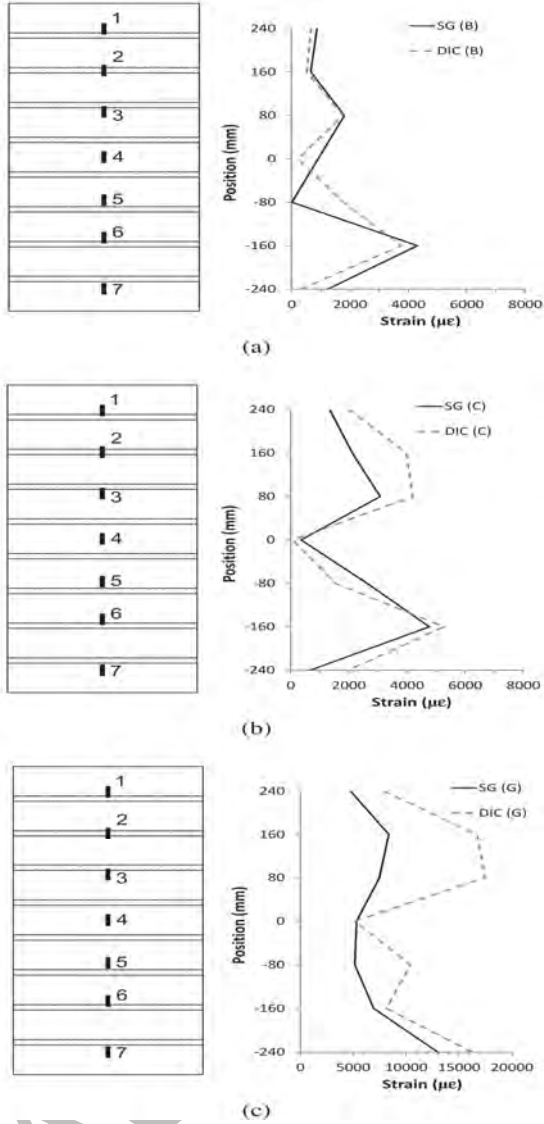 1
2
3
4
5
6
7
SG (B)
DIC (B)
240
160
80
0
-80
-160
-240
Position (mm)
0 2000 4000 6000 8000
Strain (με)
(a)
1
2
3
4
5
6
7
SG (C)
DIC (C)
240
160
80
0
-80
-160
-240
Position (mm)
0 2000 4000 6000 8000
Strain (με)
(b)
1
2
3
4
5
6
7
SG (G)
DIC (G)
240
160
80
0
-80
-160
-240
Position (mm)
0 5000 10000 15000 20000
Strain (με)
(c)